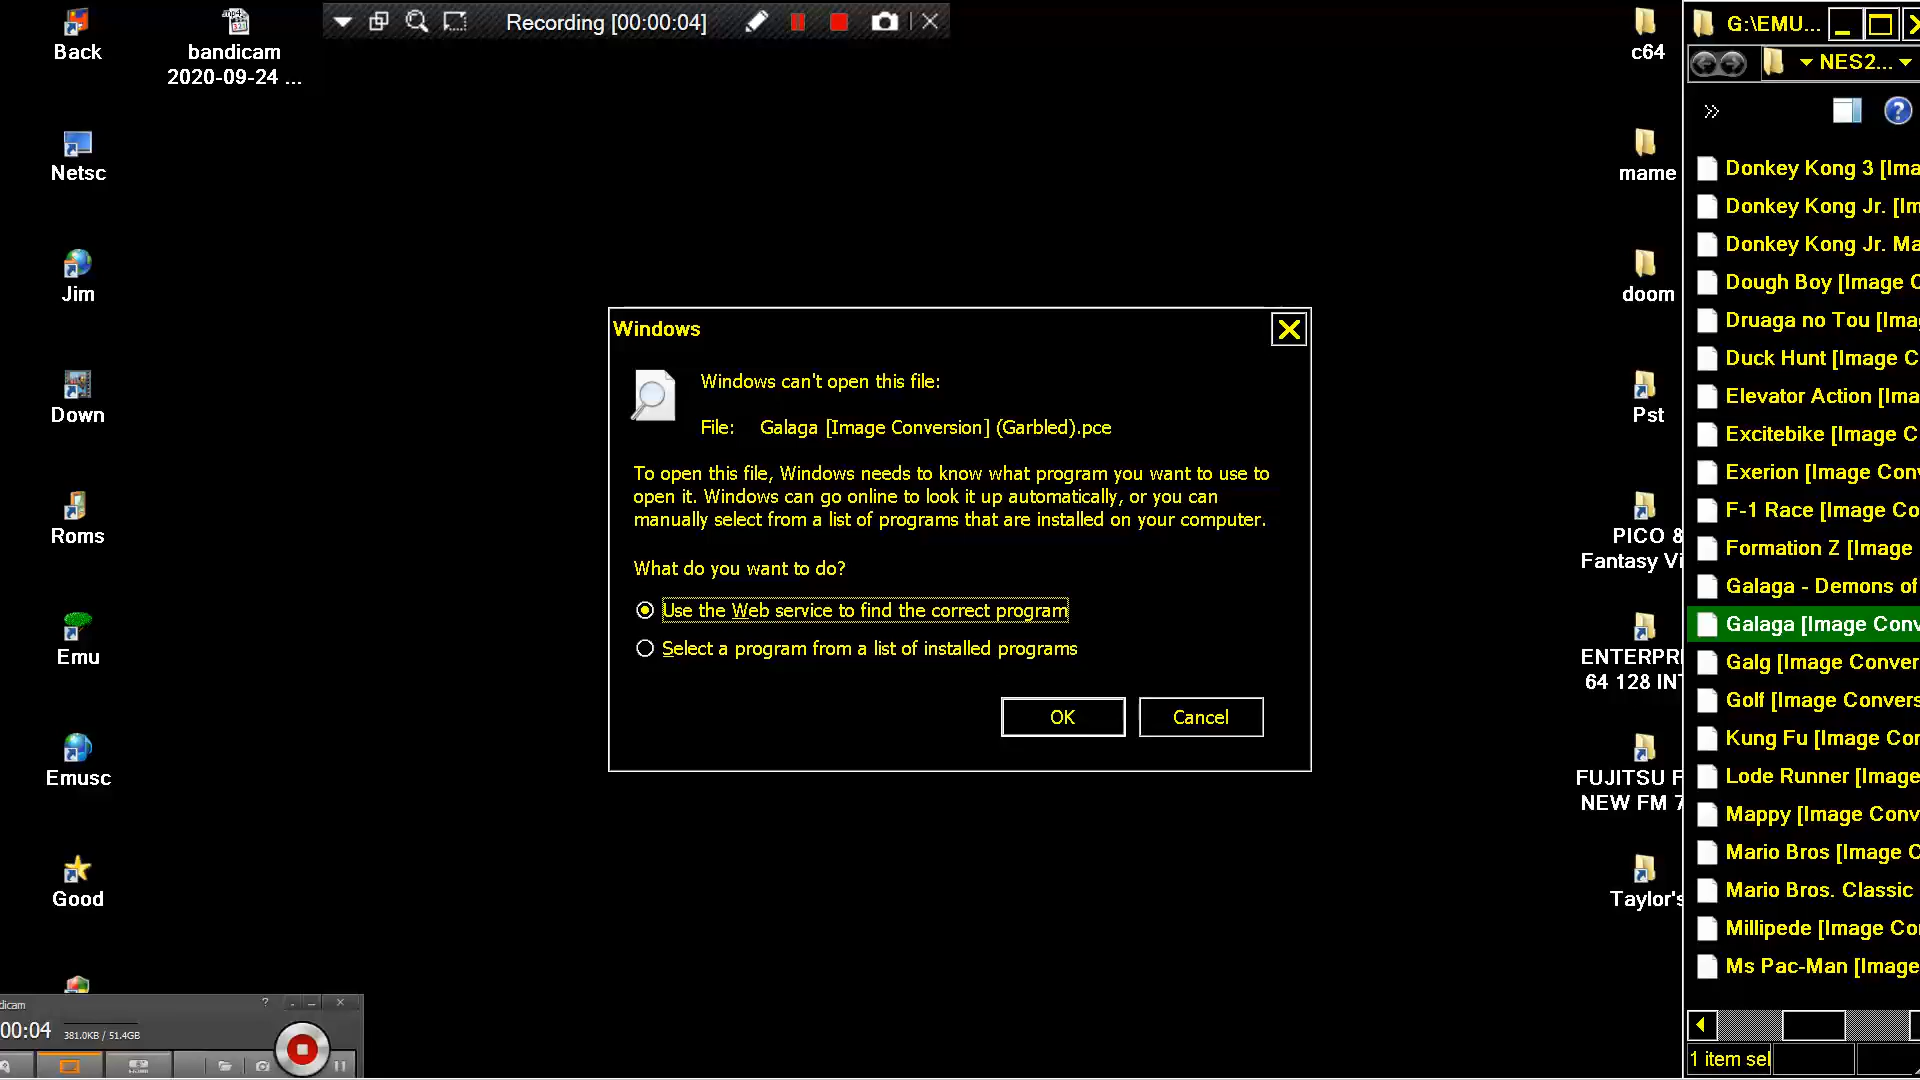 Back
bandicam
2020-09-24 ...
Recording [00:00:04]
c64
G:\EMU...
NES2...
Netsc
mame
Jim
doom
Down
Pst
Roms
PICO 8
Fantasy Vi
Emu
ENTERPRI
64 128 INT
Emusc
FUJITSU F
NEW FM 7
Good
Taylor's
Windows
Windows can't open this file:
File: Galaga [Image Conversion] (Garbled).pce
To open this file, Windows needs to know what program you want to use to
open it. Windows can go online to look it up automatically, or you can
manually select from a list of programs that are installed on your computer.
What do you want to do?
Use the Web service to find the correct program
Select a program from a list of installed programs
OK
Cancel
Donkey Kong 3 [Ima
Donkey Kong Jr. [Im
Donkey Kong Jr. Ma
Dough Boy [Image C
Druaga no Tou [Ima
Duck Hunt [Image C
Elevator Action [Ima
Excitebike [Image C
Exerion [Image Conv
F-1 Race [Image Co
Formation Z [Image
Galaga - Demons of
Galaga [Image Conv
Galg [Image Conver
Golf [Image Convers
Kung Fu [Image Cor
Lode Runner [Image
Mappy [Image Conv
Mario Bros [Image C
Mario Bros. Classic
Millipede [Image Co
Ms Pac-Man [Image
1 item sel
dicam
00:04
381.0KB / 51.4GB